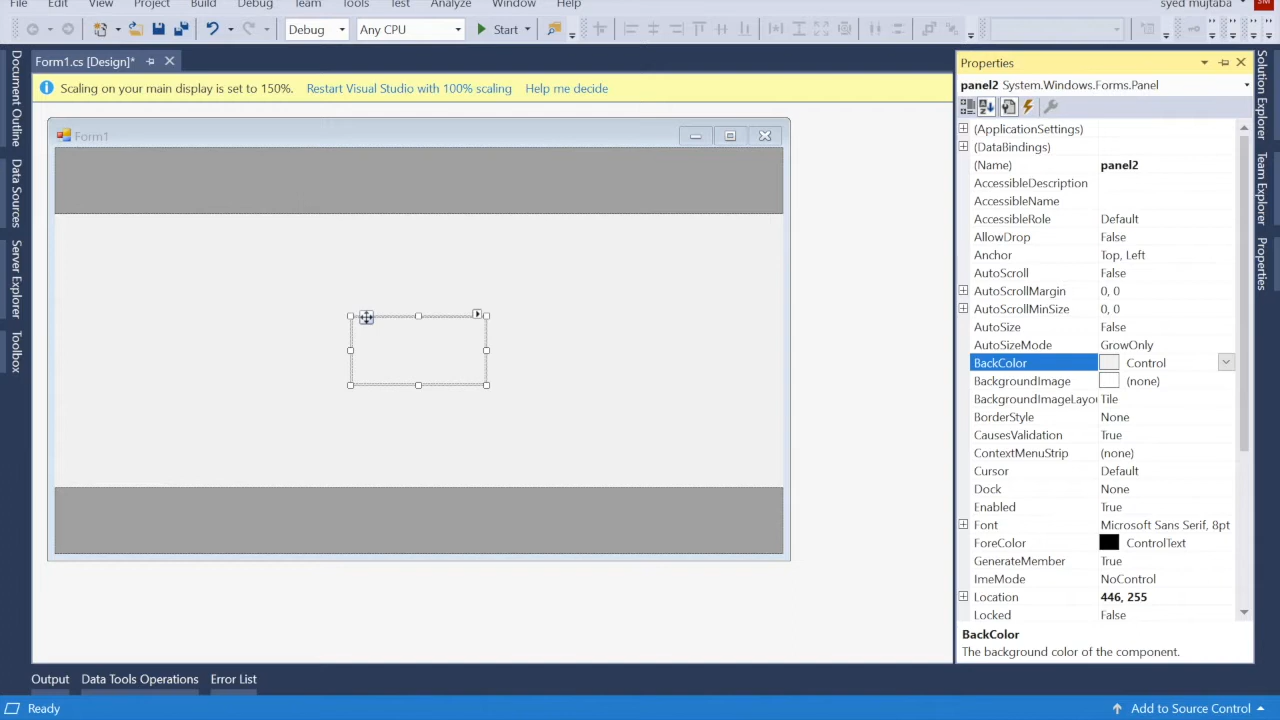 File Edit View Project Build Debug Team Tools Test Analyze Window Help syed mujtaba SM
Debug Any CPU Start
Form1.cs [Design]*
Scaling on your main display is set to 150%. Restart Visual Studio with 100% scaling Help me decide
Form1
Document Outline
Data Sources
Server Explorer
Toolbox
Properties
panel2 System.Windows.Forms.Panel
(ApplicationSettings)
(DataBindings)
(Name) panel2
AccessibleDescription
AccessibleName
AccessibleRole Default
AllowDrop False
Anchor Top, Left
AutoScroll False
AutoScrollMargin 0, 0
AutoScrollMinSize 0, 0
AutoSize False
AutoSizeMode GrowOnly
BackColor Control
BackgroundImage (none)
BackgroundImageLayou Tile
BorderStyle None
CausesValidation True
ContextMenuStrip (none)
Cursor Default
Dock None
Enabled True
Font Microsoft Sans Serif, 8pt
ForeColor ControlText
GenerateMember True
ImeMode NoControl
Location 446, 255
Locked False
BackColor
The background color of the component.
Solution Explorer
Team Explorer
Properties
Output Data Tools Operations Error List
Ready Add to Source Control